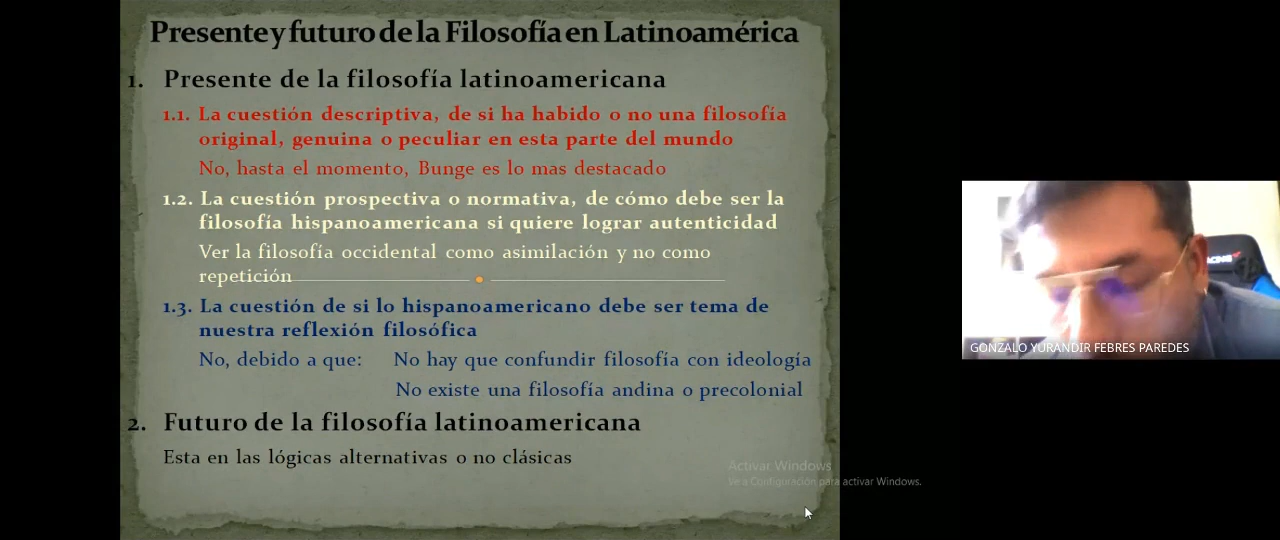 Presente y futuro de la Filosofía en Latinoamérica
1. Presente de la filosofía latinoamericana
1.1. La cuestión descriptiva, de si ha habido o no una filosofía
original, genuina o peculiar en esta parte del mundo
No, hasta el momento, Bunge es lo mas destacado
1.2. La cuestión prospectiva o normativa, de cómo debe ser la
filosofía hispanoamericana si quiere lograr autenticidad
Ver la filosofía occidental como asimilación y no como
repetición
1.3. La cuestión de si lo hispanoamericano debe ser tema de
nuestra reflexión filosófica
No, debido a que: No hay que confundir filosofía con ideología
No existe una filosofía andina o precolonial
2. Futuro de la filosofía latinoamericana
Esta en las lógicas alternativas o no clásicas
Activar Windows
Ve a Configuración para activar Windows.
GONZALO YURANDIR FEBRES PAREDES